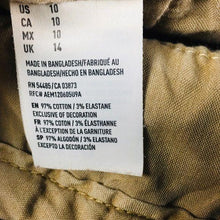 US 10
CA 10
MX 10
UK 14
MADE IN BANGLADESH/FABRIQUÉ AU
BANGLADESH/HECHO EN BANGLADESH
RN 54485/CA 03873
RFC# AEM120605U9A
EN 97% COTTON / 3% ELASTANE
EXCLUSIVE OF DECORATION
FR 97% COTON / 3% ÉLASTHANNE
À L'EXCEPTION DE LA GARNITURE
SP 97% ALGODÓN / 3% ELASTANO
EXCEPTO LA DECORACIÓN